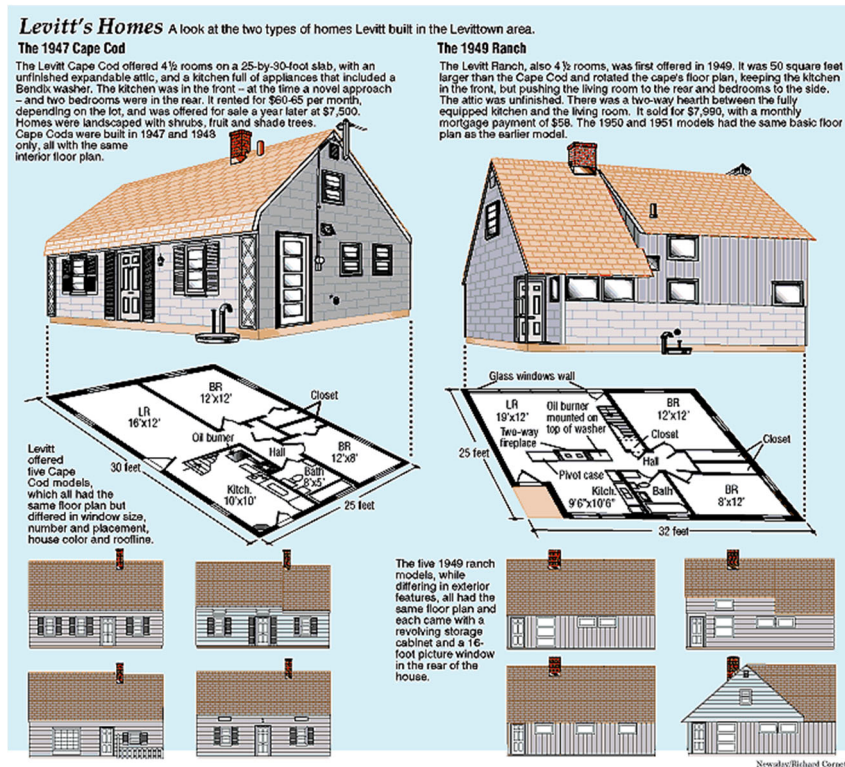 Levitt's Homes A look at the two types of homes Levitt built in the Levittown area.
The 1947 Cape Cod
The Levitt Cape Cod offered 4½ rooms on a 25-by-30-foot slab, with an
unfinished expandable attic, and a kitchen full of appliances that included a
Bendix washer. The kitchen was in the front – at the time a novel approach
– and two bedrooms were in the rear. It rented for $60-65 per month,
depending on the lot, and was offered for sale a year later at $7,500.
Homes were landscaped with shrubs, fruit and shade trees.
Cape Cods were built in 1947 and 1948
only, all with the same
interior floor plan.
The 1949 Ranch
The Levitt Ranch, also 4½ rooms, was first offered in 1949. It was 50 square feet
larger than the Cape Cod and rotated the cape's floor plan, keeping the kitchen
in the front, but pushing the living room to the rear and bedrooms to the side.
The attic was unfinished. There was a two-way hearth between the fully
equipped kitchen and the living room. It sold for $7,990, with a monthly
mortgage payment of $58. The 1950 and 1951 models had the same basic floor
plan as the earlier model.
BR
12'x12'
Closet
LR
16'x12'
Oil burner
Hall
BR
12'x8'
Bath
8'x5'
Kitch.
10'x10'
30 feet
25 feet
Levitt
offered
five Cape
Cod models,
which all had the
same floor plan but
differed in window size,
number and placement,
house color and roofline.
Glass windows wall
LR
19'x12'
Oil burner
mounted on
top of washer
BR
12'x12'
Two-way
fireplace
Closet
Closet
Hall
25 feet
Pivot case
Kitch.
9'6"x10'6"
Bath
BR
8'x12'
32 feet
The five 1949 ranch
models, while
differing in exterior
features, all had the
same floor plan and
each came with a
revolving storage
cabinet and a 16-
foot picture window
in the rear of the
house.
Newsday/Richard Cornet